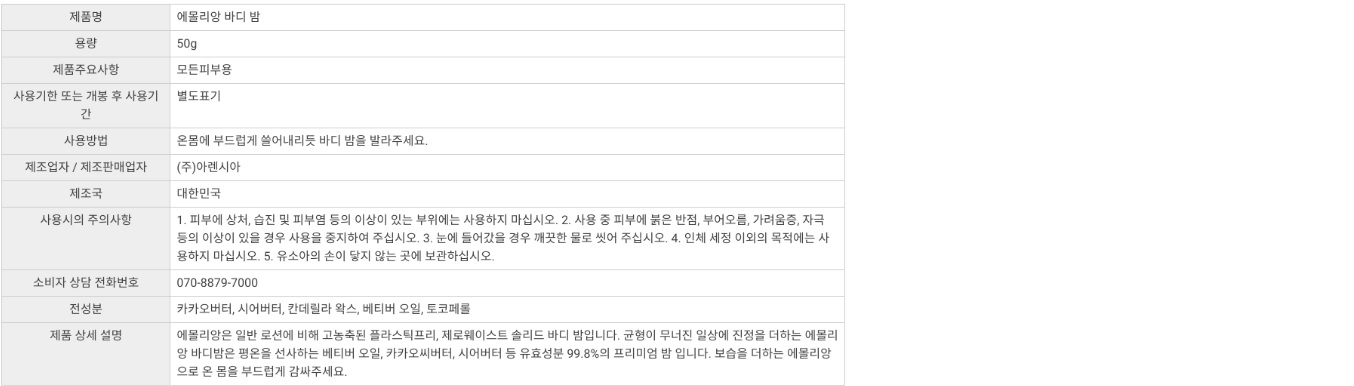 제품명
에몰리앙 바디 밤
용량
50g
제품주요사항
모든피부용
사용기한 또는 개봉 후 사용기
간
별도표기
사용방법
온몸에 부드럽게 쓸어내리듯 바디 밤을 발라주세요.
제조업자 / 제조판매업자
(주)아렌시아
제조국
대한민국
사용시의 주의사항
1. 피부에 상처, 습진 및 피부염 등의 이상이 있는 부위에는 사용하지 마십시오. 2. 사용 중 피부에 붉은 반점, 부어오름, 가려움증, 자극
등의 이상이 있을 경우 사용을 중지하여 주십시오. 3. 눈에 들어갔을 경우 깨끗한 물로 씻어 주십시오. 4. 인체 세정 이외의 목적에는 사
용하지 마십시오. 5. 유소아의 손이 닿지 않는 곳에 보관하십시오.
소비자 상담 전화번호
070-8879-7000
전성분
카카오버터, 시어버터, 칸데릴라 왁스, 베티버 오일, 토코페롤
제품 상세 설명
에몰리앙은 일반 로션에 비해 고농축된 플라스틱프리, 제로웨이스트 솔리드 바디 밤입니다. 균형이 무너진 일상에 진정을 더하는 에몰리
앙 바디밤은 평온을 선사하는 베티버 오일, 카카오씨버터, 시어버터 등 유효성분 99.8%의 프리미엄 밤 입니다. 보습을 더하는 에몰리앙
으로 온 몸을 부드럽게 감싸주세요.